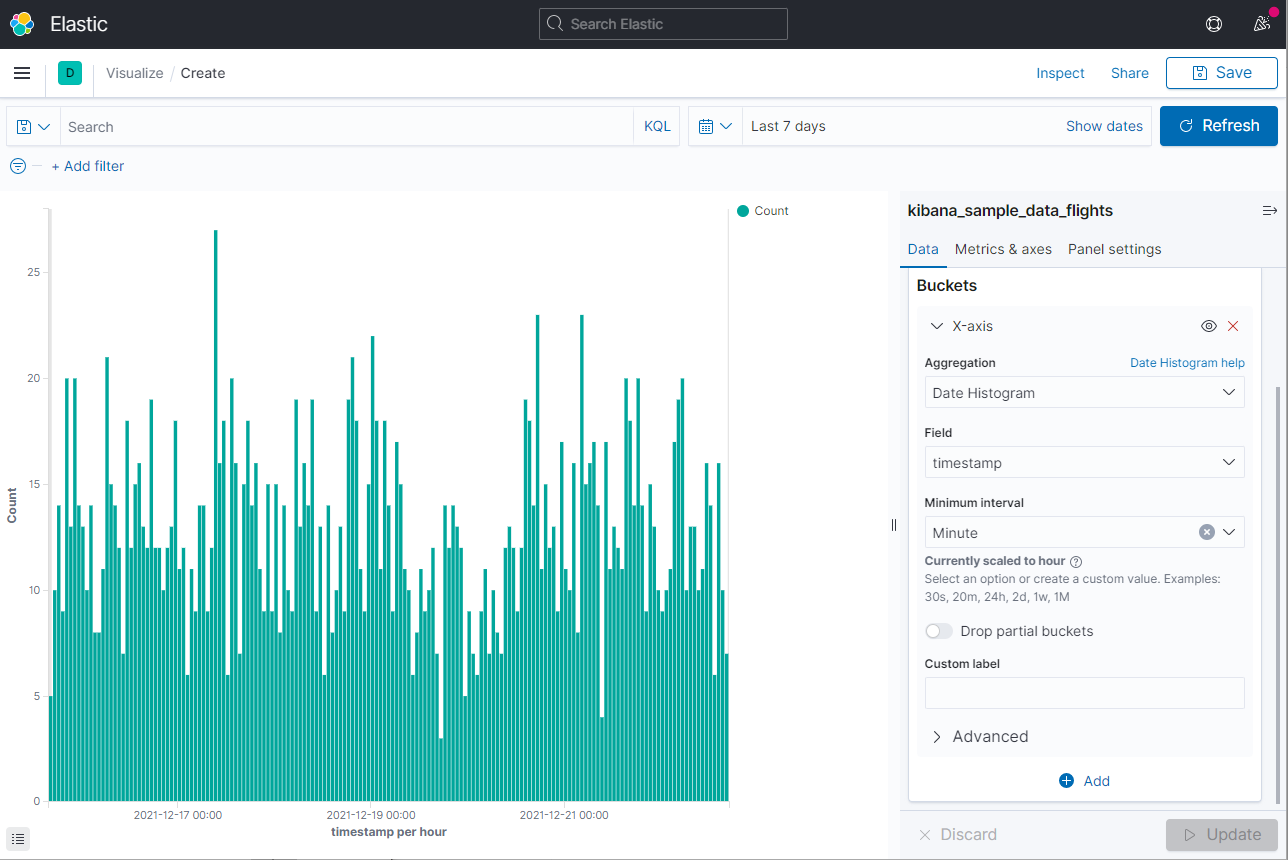 Elastic
Search Elastic
D
Visualize / Create
Inspect
Share
Save
Search
KQL
Last 7 days
Show dates
Refresh
+ Add filter
Count
25
20
15
10
5
0
Count
2021-12-17 00:00
2021-12-19 00:00
2021-12-21 00:00
timestamp per hour
kibana_sample_data_flights
Data
Metrics & axes
Panel settings
Buckets
X-axis
Aggregation
Date Histogram help
Date Histogram
Field
timestamp
Minimum interval
Minute
Currently scaled to hour
Select an option or create a custom value. Examples:
30s, 20m, 24h, 2d, 1w, 1M
Drop partial buckets
Custom label
Advanced
Add
Discard
Update